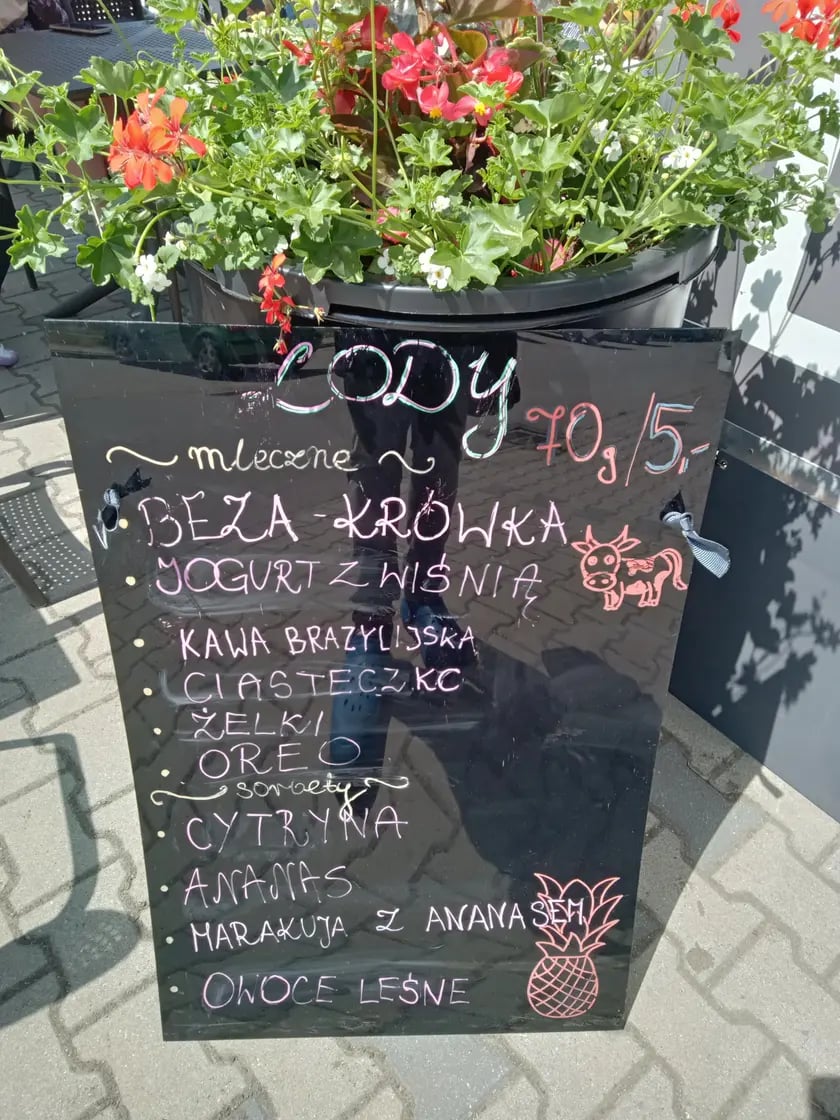 LODY
70g/5,-
~ mleczne ~
BEZA - KRÓWKA
• JOGURT Z WIŚNIĄ
• KAWA BRAZYLIJSKA
• CIASTECZKO
• ŻELKI
• OREO
~ sorbety ~
• CYTRYNA
• ANANAS
• MARAKUJA Z ANANASEM
• OWOCE LEŚNE